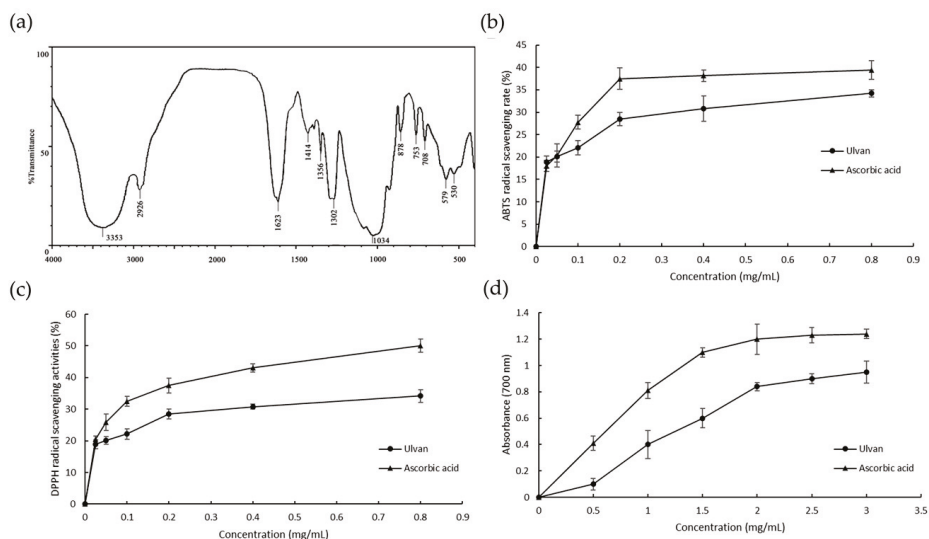 (a)
100
50
0
%Transmittance
3353
2926
1623
1414
1356
1302
1034
878
753
708
579
530
4000
3000
2000
1500
1000
500
(b)
45
40
35
30
25
20
15
10
5
0
ABTS radical scavenging rate (%)
Ulvan
Ascorbic acid
0 0.1 0.2 0.3 0.4 0.5 0.6 0.7 0.8 0.9
Concentration (mg/mL)
(c)
60
50
40
30
20
10
0
DPPH radical scavenging activities (%)
Ulvan
Ascorbic acid
0 0.1 0.2 0.3 0.4 0.5 0.6 0.7 0.8
Concentration (mg/mL)
(d)
1.4
1.2
1
0.8
0.6
0.4
0.2
0
Absorbance (700 nm)
Ulvan
Ascorbic acid
0 0.5 1 1.5 2 2.5 3 3.5
Concentration (mg/mL)